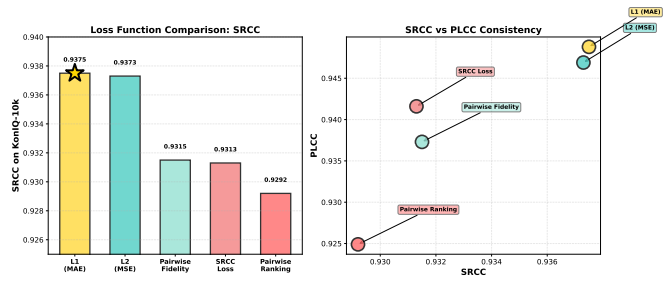 Loss Function Comparison: SRCC
SRCC on KonIQ-10k
0.940
0.938
0.936
0.934
0.932
0.930
0.928
0.926
0.9375
0.9373
0.9315
0.9313
0.9292
L1
(MAE)
L2
(MSE)
Pairwise
Fidelity
SRCC
Loss
Pairwise
Ranking
SRCC vs PLCC Consistency
PLCC
0.945
0.940
0.935
0.930
0.925
L1 (MAE)
L2 (MSE)
SRCC Loss
Pairwise Fidelity
Pairwise Ranking
0.930
0.932
0.934
0.936
SRCC